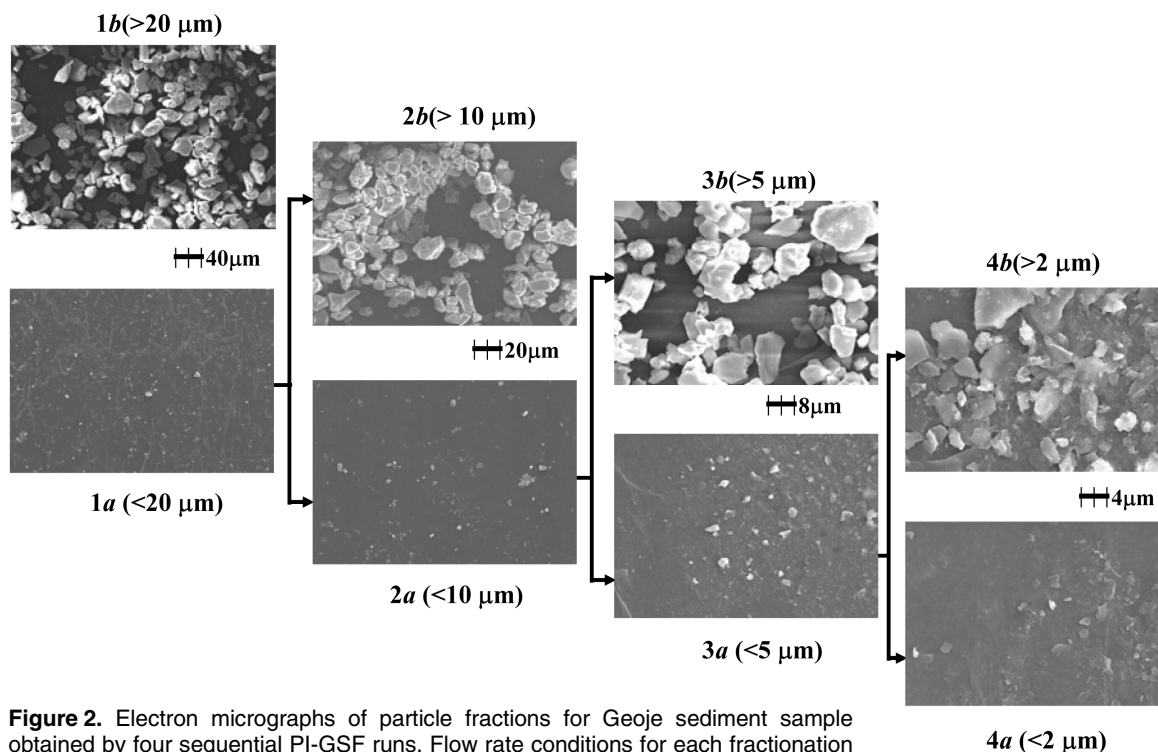 1b(>20 μm)
40μm
1a (<20 μm)
2b(> 10 μm)
20μm
2a (<10 μm)
3b(>5 μm)
8μm
3a (<5 μm)
4b(>2 μm)
4μm
4a (<2 μm)
Figure 2. Electron micrographs of particle fractions for Geoje sediment sample
obtained by four sequential PI-GSF runs. Flow rate conditions for each fractionation